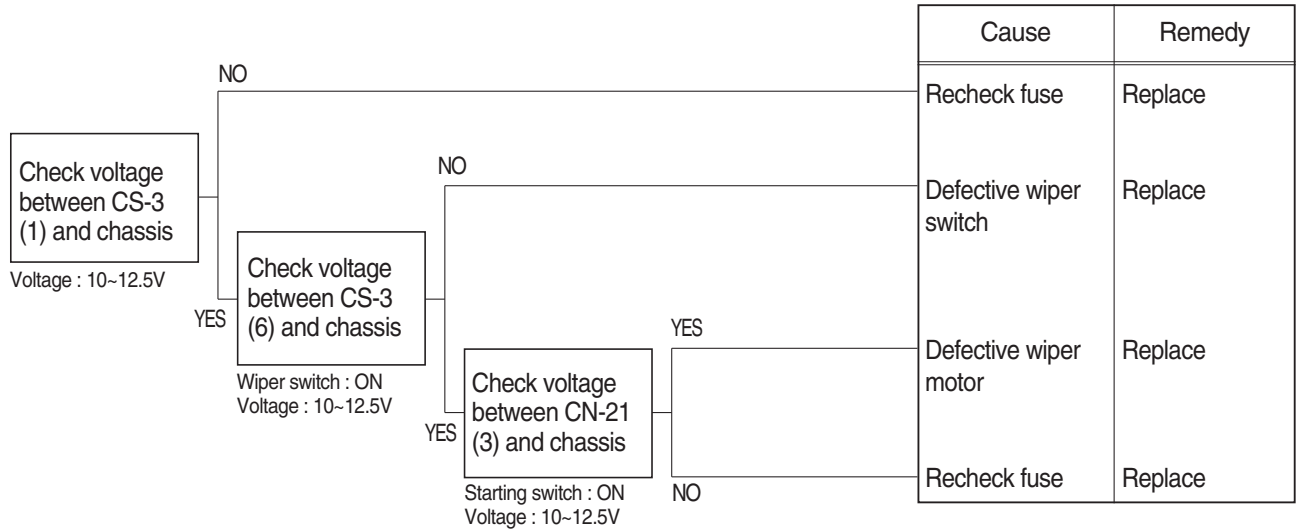 Cause Remedy
NO
Recheck fuse Replace
Check voltage
between CS-3
(1) and chassis
Voltage : 10~12.5V
NO
Defective wiper Replace
switch
YES
Check voltage
between CS-3
(6) and chassis
Wiper switch : ON
Voltage : 10~12.5V
YES
Defective wiper Replace
motor
YES
Check voltage
between CN-21
(3) and chassis
Starting switch : ON
Voltage : 10~12.5V
NO
Recheck fuse Replace